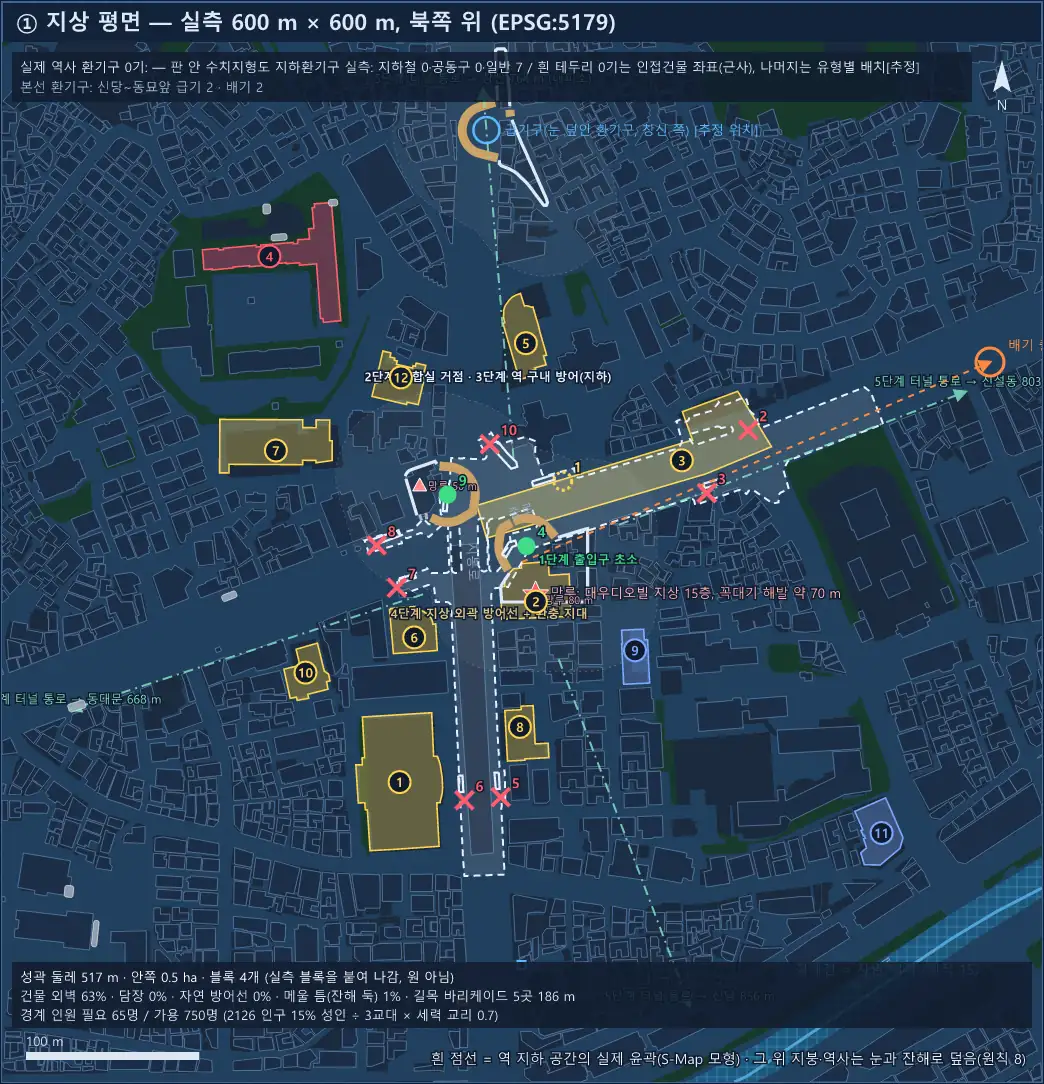 ① 지상 평면 — 실측 600 m × 600 m, 북쪽 위 (EPSG:5179)
실제 역사 환기구 0기: — 판 안 수치지형도 지하환기구 실측: 지하철 0·공동구 0·일반 7 / 흰 테두리 0기는 인접건물 좌표(근사), 나머지는 유형별 배치[추정]
본선 환기구: 신당~동묘앞 급기 2 · 배기 2
N
급기구(눈 덮인 환기구, 창신 쪽) [추정 위치]
4
5
배기
5단계 터널 통로 → 신설동 803
12
2단계 합실 거점 · 3단계 역 구내 방어(지하)
7
10
2
1
3
3
9
망루 50 m
8
4
1단계 출입구 초소
7
망루: 대우디오빌 지상 15층, 꼭대기 해발 약 70 m
2
4단계 지상 외곽 방어선 + 완충 지대
6
9
10
계 터널 통로 → 동대문 668 m
8
1
6
5
11
성곽 둘레 517 m · 안쪽 0.5 ha · 블록 4개 (실측 블록을 붙여 나감, 원 아님)
건물 외벽 63% · 담장 0% · 자연 방어선 0% · 메울 틈(잔해 둑) 1% · 길목 바리케이드 5곳 186 m
경계 인원 필요 65명 / 가용 750명 (2126 인구 15% 성인 ÷ 3교대 × 세력 교리 0.7)
100 m
흰 점선 = 역 지하 공간의 실제 윤곽(S-Map 모형) · 그 위 지붕·역사는 눈과 잔해로 덮음(원칙 8)